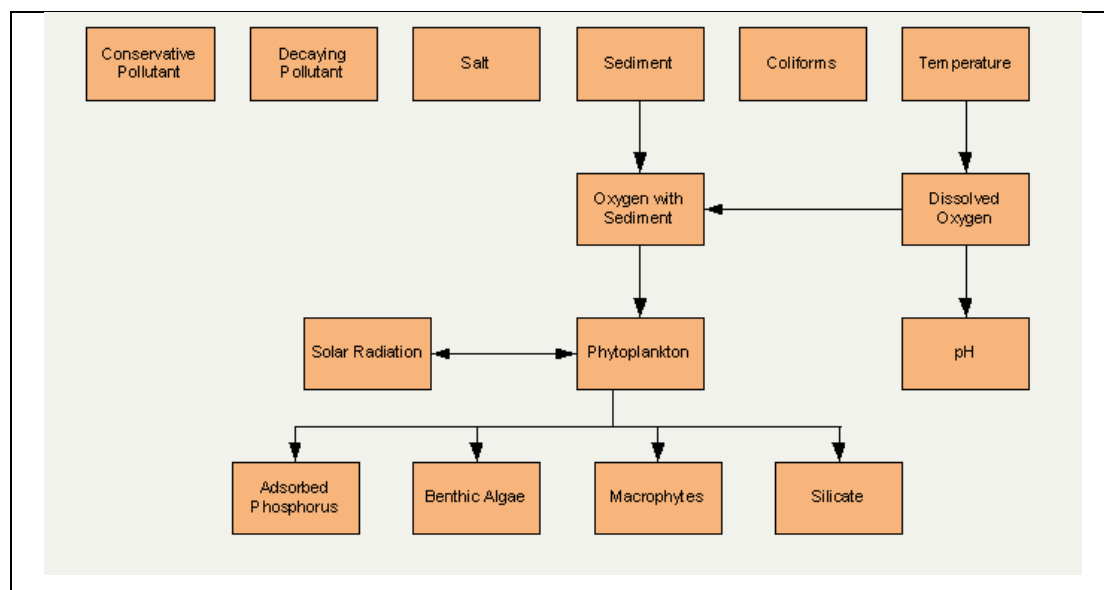 Conservative
Pollutant
Decaying
Pollutant
Salt
Sediment
Coliforms
Temperature
Oxygen with
Sediment
Dissolved
Oxygen
Solar Radiation
Phytoplankton
pH
Adsorbed
Phosphorus
Benthic Algae
Macrophytes
Silicate